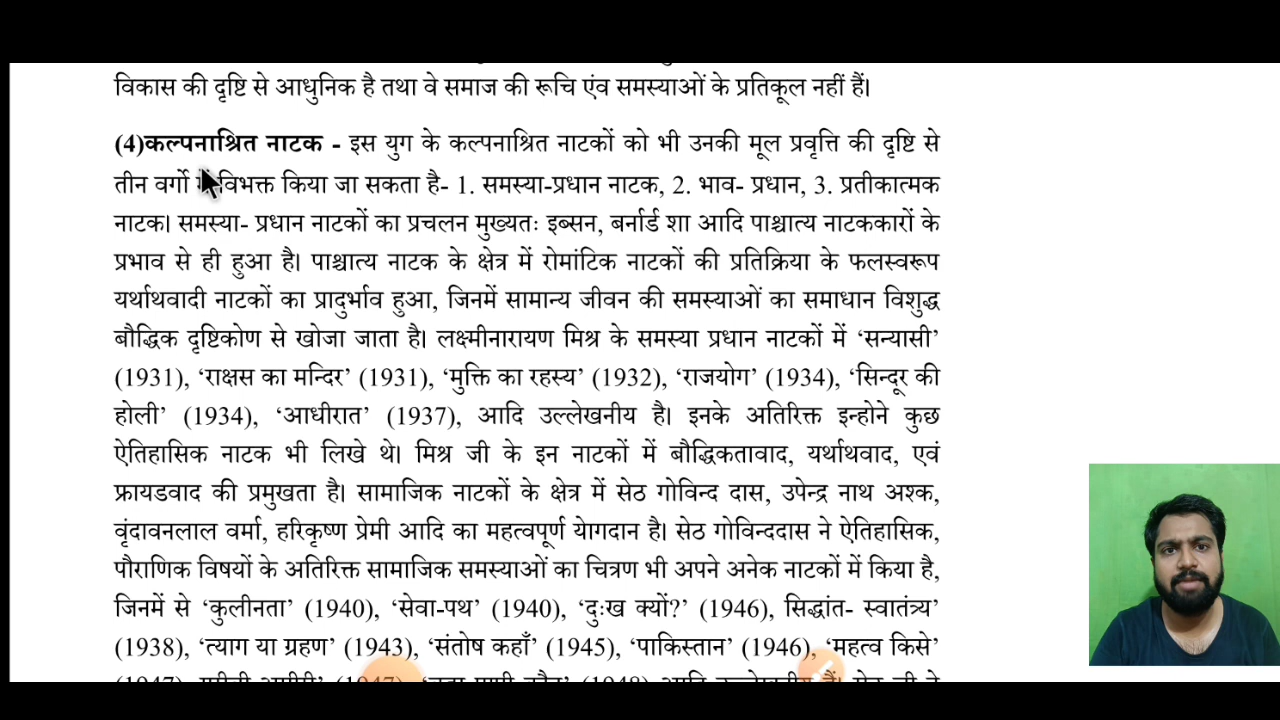 विकास की दृष्टि से आधुनिक है तथा वे समाज की रूचि एंव समस्याओं के प्रतिकूल नहीं हैं।
(4)कल्पनाश्रित नाटक - इस युग के कल्पनाश्रित नाटकों को भी उनकी मूल प्रवृत्ति की दृष्टि से
तीन वर्गो विभक्त किया जा सकता है- 1. समस्या-प्रधान नाटक, 2. भाव- प्रधान, 3. प्रतीकात्मक
नाटक। समस्या- प्रधान नाटकों का प्रचलन मुख्यतः इब्सन, बर्नार्ड शा आदि पाश्चात्य नाटककारों के
प्रभाव से ही हुआ है। पाश्चात्य नाटक के क्षेत्र में रोमांटिक नाटकों की प्रतिक्रिया के फलस्वरूप
यर्थाथवादी नाटकों का प्रादुर्भाव हुआ, जिनमें सामान्य जीवन की समस्याओं का समाधान विशुद्ध
बौद्धिक दृष्टिकोण से खोजा जाता है। लक्ष्मीनारायण मिश्र के समस्या प्रधान नाटकों में ‘सन्यासी’
(1931), ‘राक्षस का मन्दिर’ (1931), ‘मुक्ति का रहस्य’ (1932), ‘राजयोग’ (1934), ‘सिन्दूर की
होली’ (1934), ‘आधीरात’ (1937), आदि उल्लेखनीय है। इनके अतिरिक्त इन्होने कुछ
ऐतिहासिक नाटक भी लिखे थे। मिश्र जी के इन नाटकों में बौद्धिकतावाद, यर्थाथवाद, एवं
फ्रायडवाद की प्रमुखता है। सामाजिक नाटकों के क्षेत्र में सेठ गोविन्द दास, उपेन्द्र नाथ अश्क,
वृंदावनलाल वर्मा, हरिकृष्ण प्रेमी आदि का महत्वपूर्ण येागदान है। सेठ गोविन्ददास ने ऐतिहासिक,
पौराणिक विषयों के अतिरिक्त सामाजिक समस्याओं का चित्रण भी अपने अनेक नाटकों में किया है,
जिनमें से ‘कुलीनता’ (1940), ‘सेवा-पथ’ (1940), ‘दुःख क्यों?’ (1946), सिद्धांत- स्वातंत्र्य’
(1938), ‘त्याग या ग्रहण’ (1943), ‘संतोष कहाँ’ (1945), ‘पाकिस्तान’ (1946), ‘महत्व किसे’